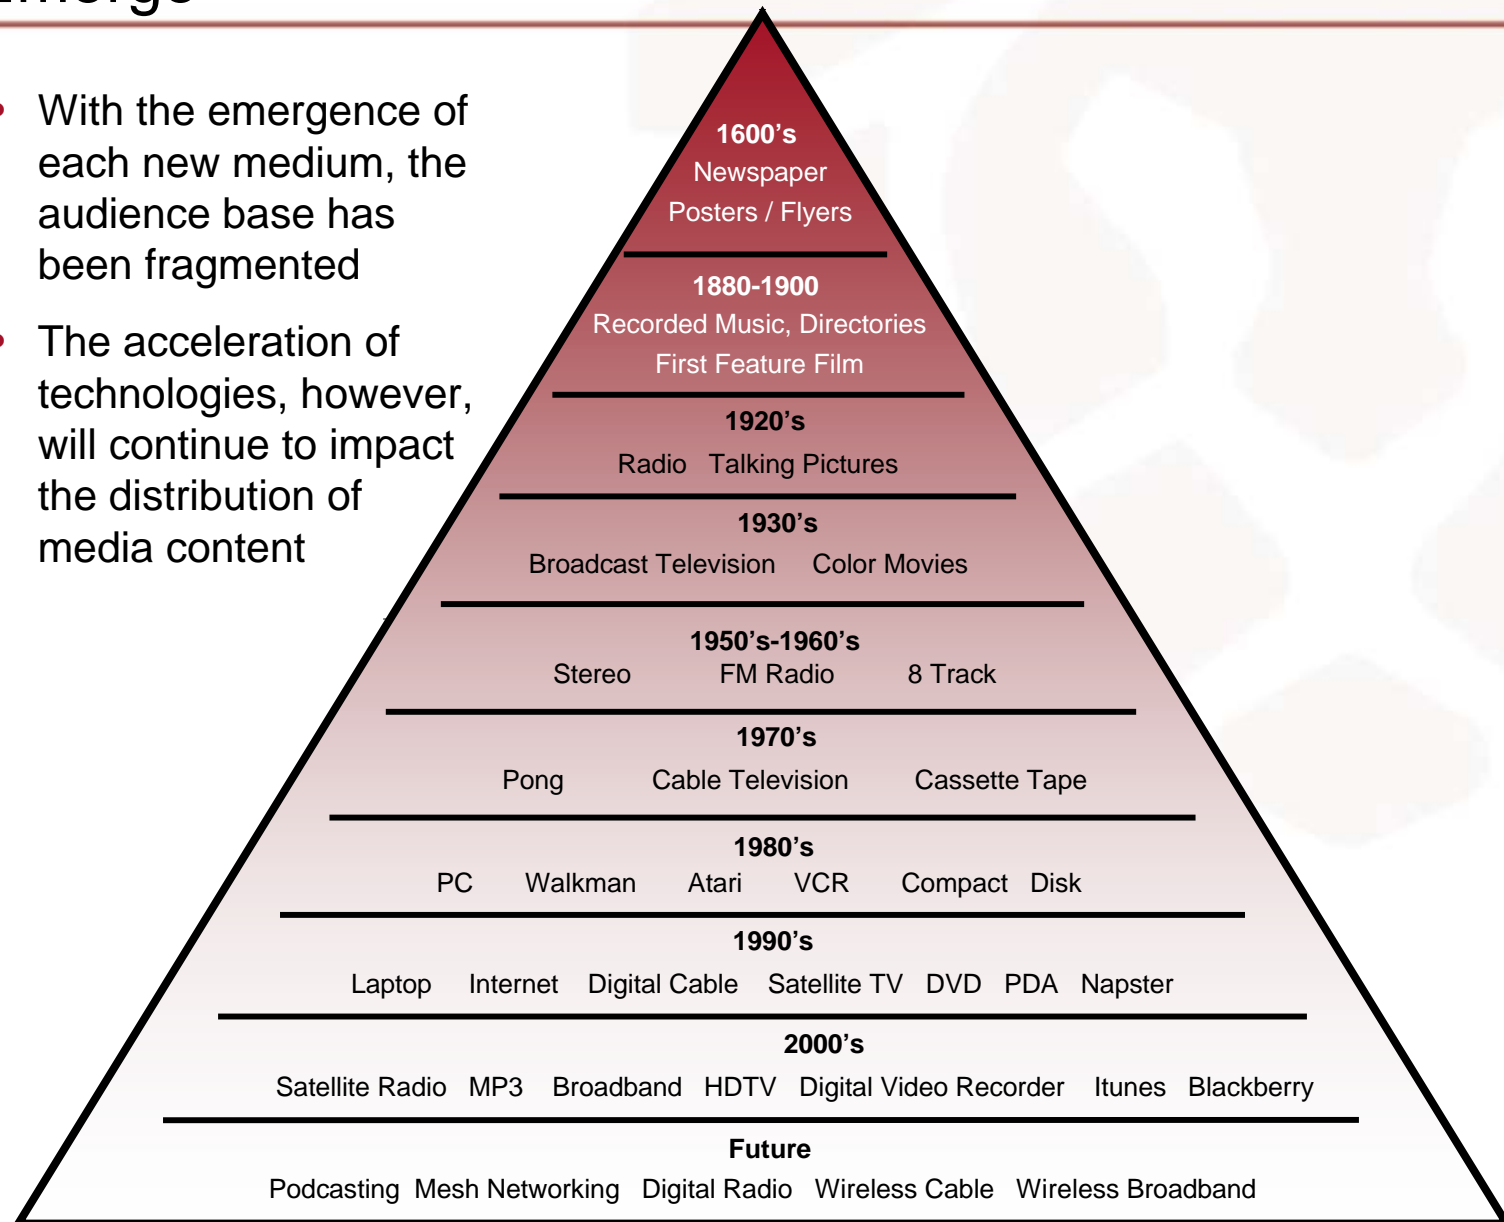 • With the emergence of
each new medium, the
audience base has
been fragmented
• The acceleration of
technologies, however,
will continue to impact
the distribution of
media content
1600’s
Newspaper
Posters / Flyers
1880-1900
Recorded Music, Directories
First Feature Film
1920’s
Radio Talking Pictures
1930’s
Broadcast Television Color Movies
1950’s-1960’s
Stereo FM Radio 8 Track
1970’s
Pong Cable Television Cassette Tape
1980’s
PC Walkman Atari VCR Compact Disk
1990’s
Laptop Internet Digital Cable Satellite TV DVD PDA Napster
2000’s
Satellite Radio MP3 Broadband HDTV Digital Video Recorder Itunes Blackberry
Future
Podcasting Mesh Networking Digital Radio Wireless Cable Wireless Broadband